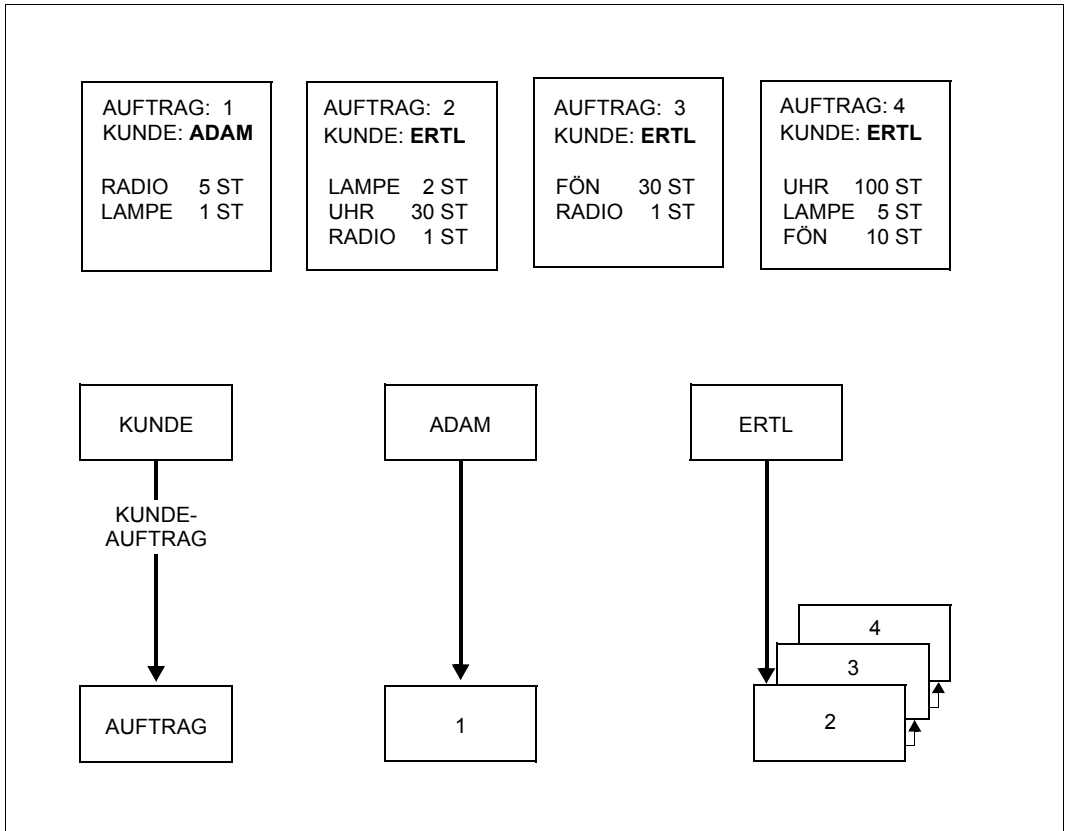 AUFTRAG: 1
KUNDE: ADAM
RADIO 5 ST
LAMPE 1 ST
AUFTRAG: 2
KUNDE: ERTL
LAMPE 2 ST
UHR 30 ST
RADIO 1 ST
AUFTRAG: 3
KUNDE: ERTL
FÖN 30 ST
RADIO 1 ST
AUFTRAG: 4
KUNDE: ERTL
UHR 100 ST
LAMPE 5 ST
FÖN 10 ST
KUNDE
ADAM
ERTL
KUNDE-
AUFTRAG
4
3
AUFTRAG
1
2